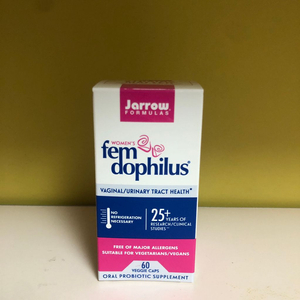 Jarrow
FORMULAS
WOMEN'S
fem
dophilus®
VAGINAL/URINARY TRACT HEALTH*
NO
REFRIGERATION
NECESSARY
25+ YEARS OF
RESEARCH/CLINICAL
STUDIES
FREE OF MAJOR ALLERGENS
SUITABLE FOR VEGETARIANS/VEGANS
60
VEGGIE CAPS
ORAL PROBIOTIC SUPPLEMENT